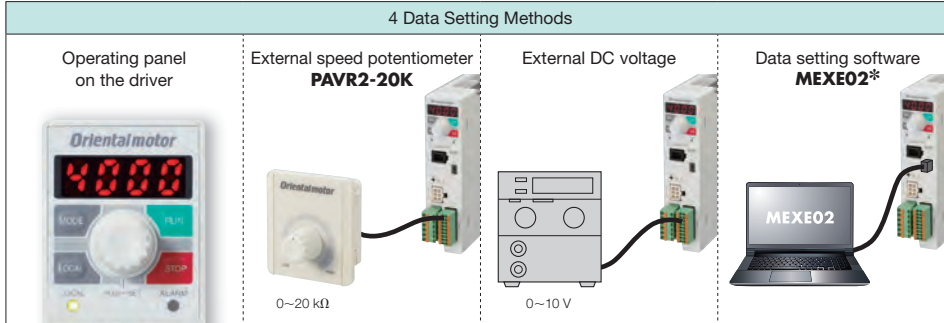 4 Data Setting Methods
Operating panel
on the driver
External speed potentiometer
PAVR2-20K
External DC voltage
Data setting software
MEXE02*
Orientalmotor
4000
MODE
RUN
LOCAL
STOP
LOCAL
ALARM
Orientalmotor
0~20 kΩ
0~10 V
MEXE02